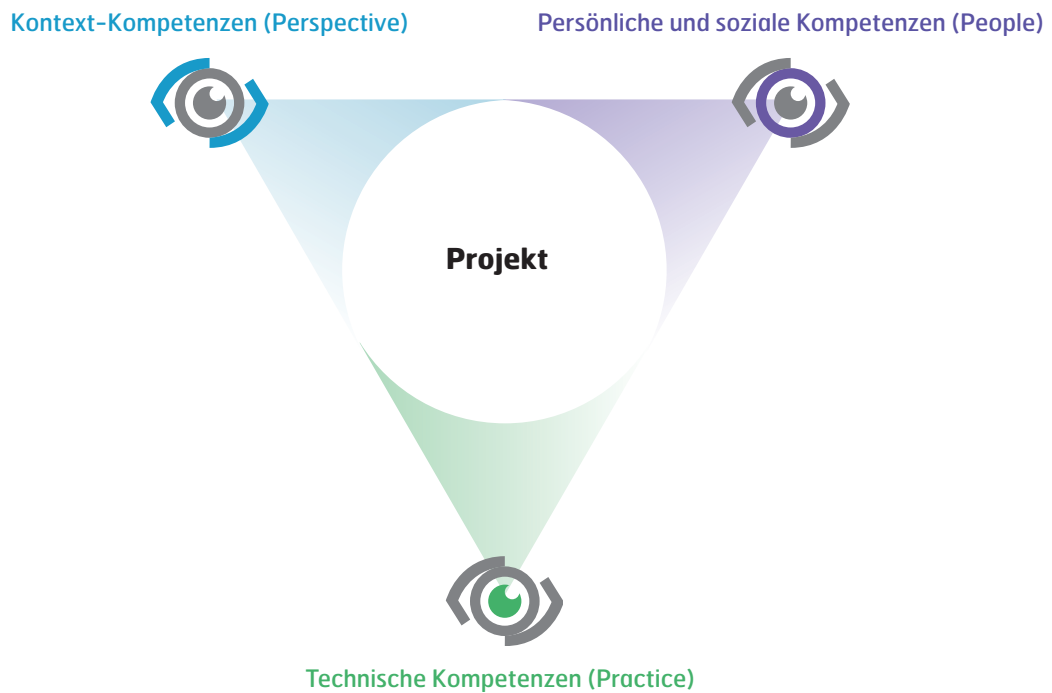 Kontext-Kompetenzen (Perspective)
Persönliche und soziale Kompetenzen (People)
Projekt
Technische Kompetenzen (Practice)